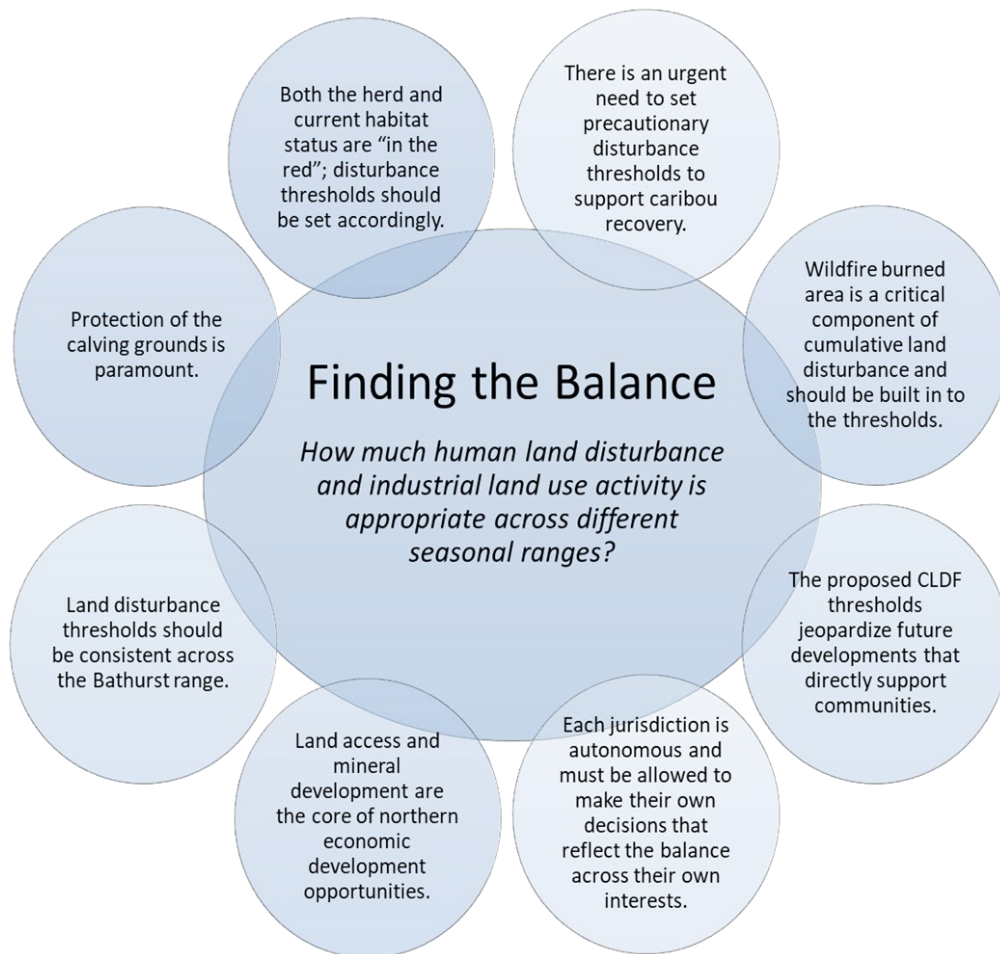 Finding the Balance
How much human land disturbance
and industrial land use activity is
appropriate across different
seasonal ranges?
There is an urgent
need to set
precautionary
disturbance
thresholds to
support caribou
recovery.
Wildfire burned
area is a critical
component of
cumulative land
disturbance and
should be built in to
the thresholds.
The proposed CLDF
thresholds
jeopardize future
developments that
directly support
communities.
Each jurisdiction is
autonomous and
must be allowed to
make their own
decisions that
reflect the balance
across their own
interests.
Land access and
mineral
development are
the core of northern
economic
development
opportunities.
Land disturbance
thresholds should
be consistent across
the Bathurst range.
Protection of the
calving grounds is
paramount.
Both the herd and
current habitat
status are “in the
red”; disturbance
thresholds should
be set accordingly.